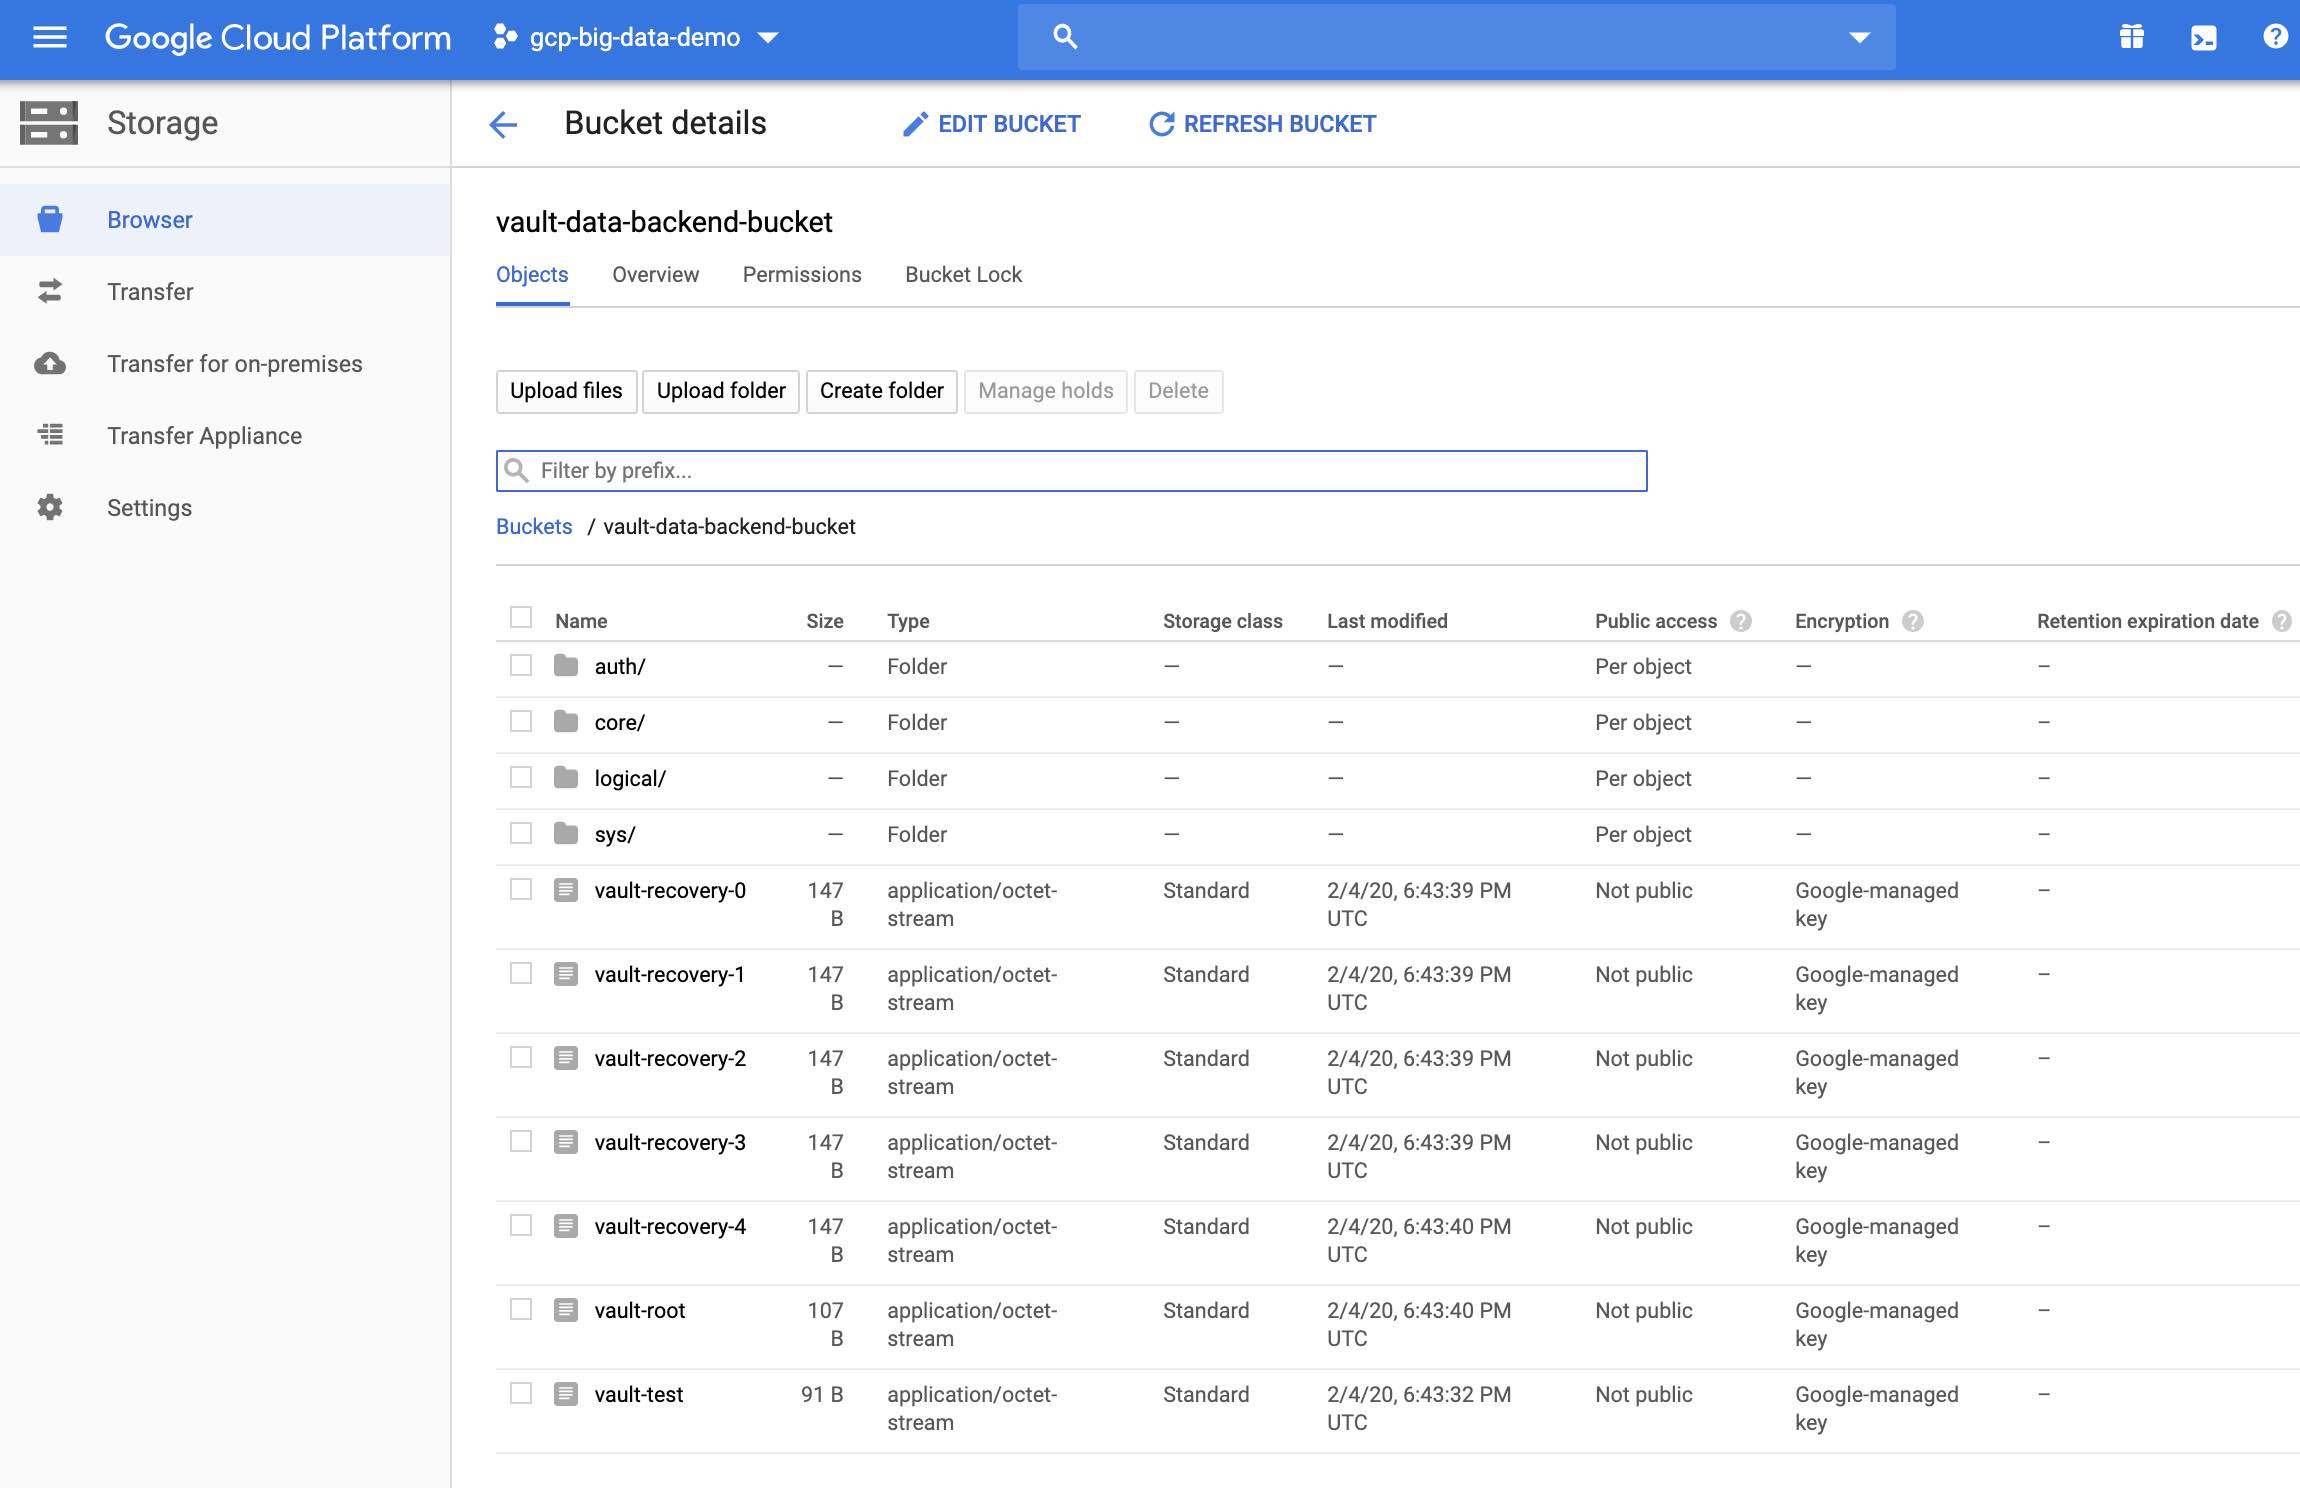 Google Cloud Platform
gcp-big-data-demo
Storage
Bucket details
EDIT BUCKET
REFRESH BUCKET
Browser
Transfer
Transfer for on-premises
Transfer Appliance
Settings
vault-data-backend-bucket
Objects Overview Permissions Bucket Lock
Upload files Upload folder Create folder Manage holds Delete
Filter by prefix...
Buckets / vault-data-backend-bucket
Name Size Type Storage class Last modified Public access ? Encryption ? Retention expiration date ?
auth/ — Folder — — Per object — –
core/ — Folder — — Per object — –
logical/ — Folder — — Per object — –
sys/ — Folder — — Per object — –
vault-recovery-0 147 application/octet- Standard 2/4/20, 6:43:39 PM Not public Google-managed –
B stream UTC key
vault-recovery-1 147 application/octet- Standard 2/4/20, 6:43:39 PM Not public Google-managed –
B stream UTC key
vault-recovery-2 147 application/octet- Standard 2/4/20, 6:43:39 PM Not public Google-managed –
B stream UTC key
vault-recovery-3 147 application/octet- Standard 2/4/20, 6:43:39 PM Not public Google-managed –
B stream UTC key
vault-recovery-4 147 application/octet- Standard 2/4/20, 6:43:40 PM Not public Google-managed –
B stream UTC key
vault-root 107 application/octet- Standard 2/4/20, 6:43:40 PM Not public Google-managed –
B stream UTC key
vault-test 91 B application/octet- Standard 2/4/20, 6:43:32 PM Not public Google-managed –
stream UTC key